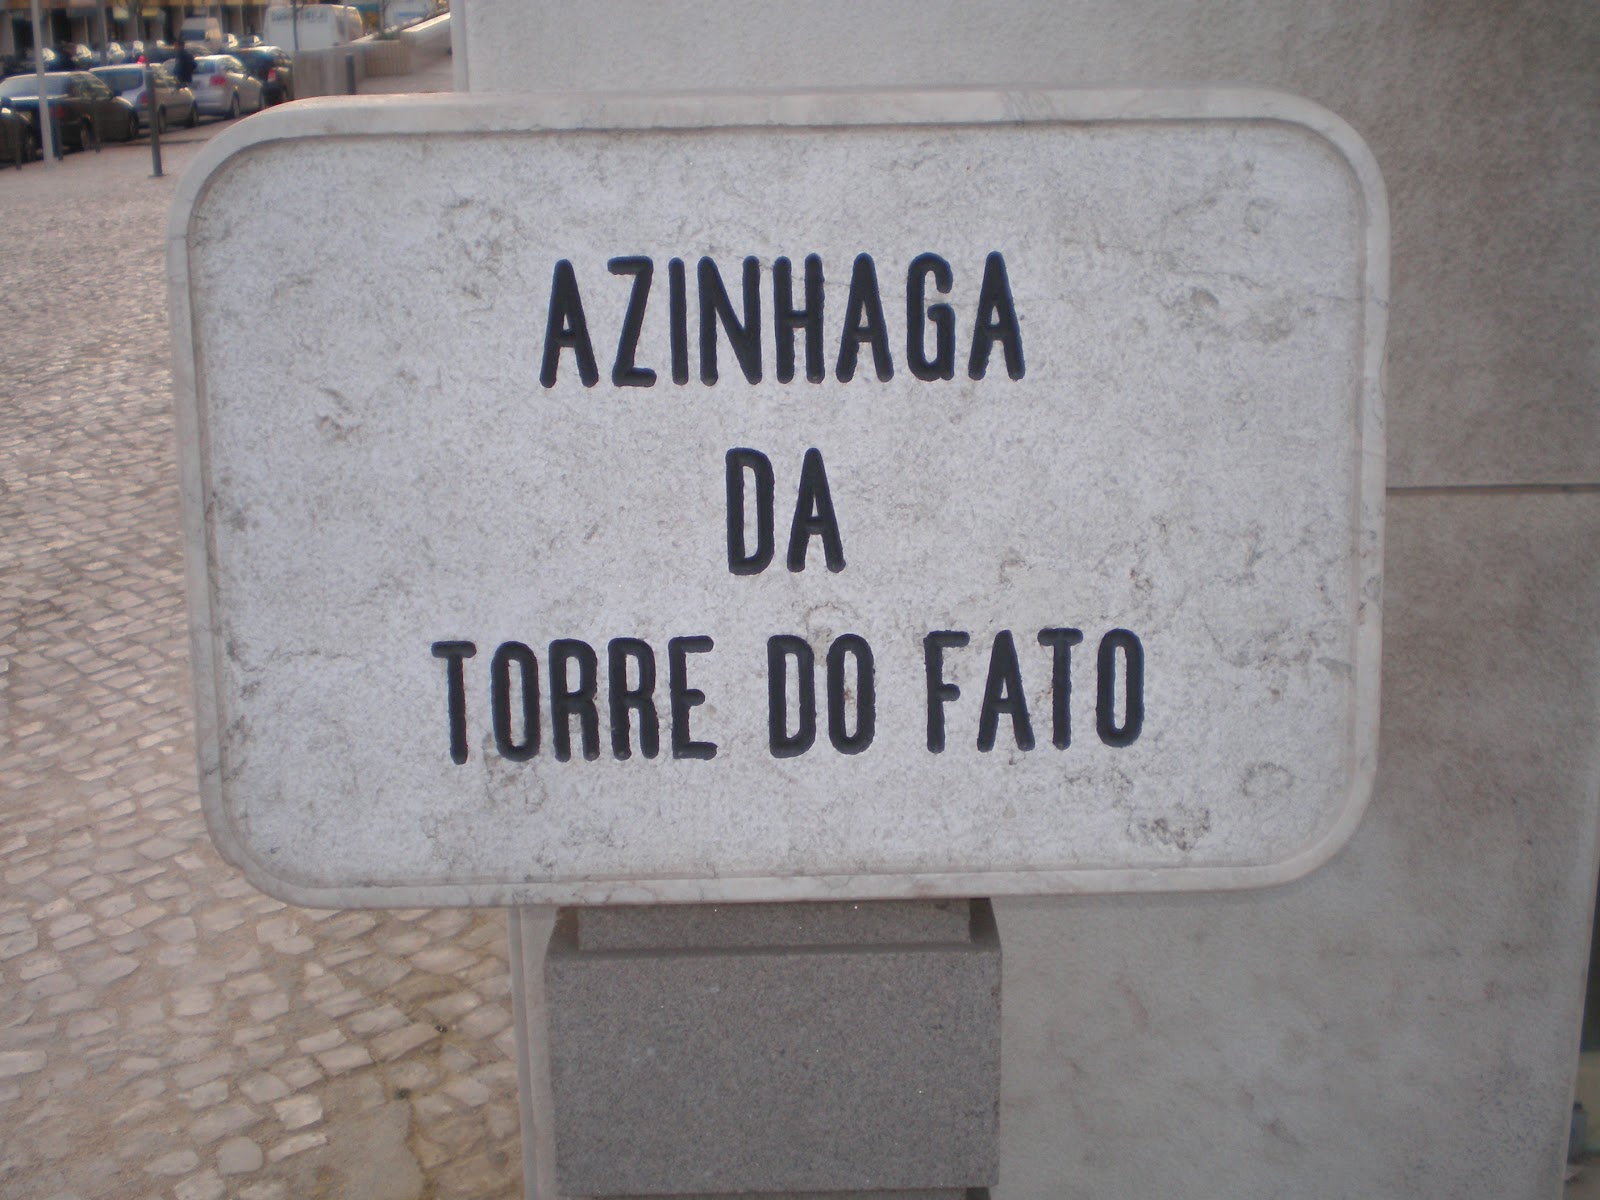 AZINHAGA
DA
TORRE DO FATO